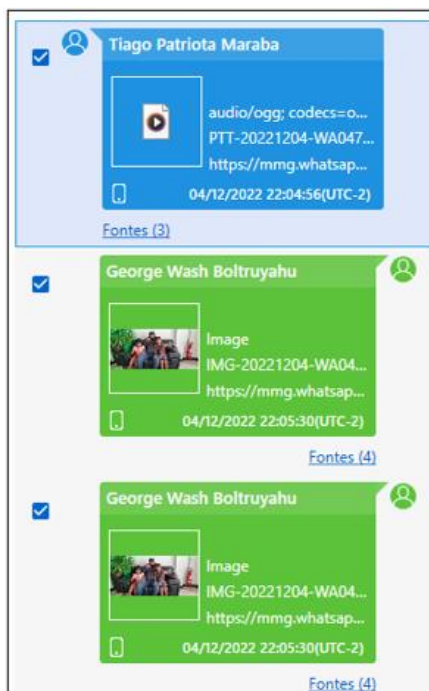 Tiago Patriota Maraba
audio/ogg; codecs=o...
PTT-20221204-WA047...
https://mmg.whatsap...
04/12/2022 22:04:56(UTC-2)
Fontes (3)
George Wash Boltruyahu
Image
IMG-20221204-WA04...
https://mmg.whatsap...
04/12/2022 22:05:30(UTC-2)
Fontes (4)
George Wash Boltruyahu
Image
IMG-20221204-WA04...
https://mmg.whatsap...
04/12/2022 22:05:30(UTC-2)
Fontes (4)